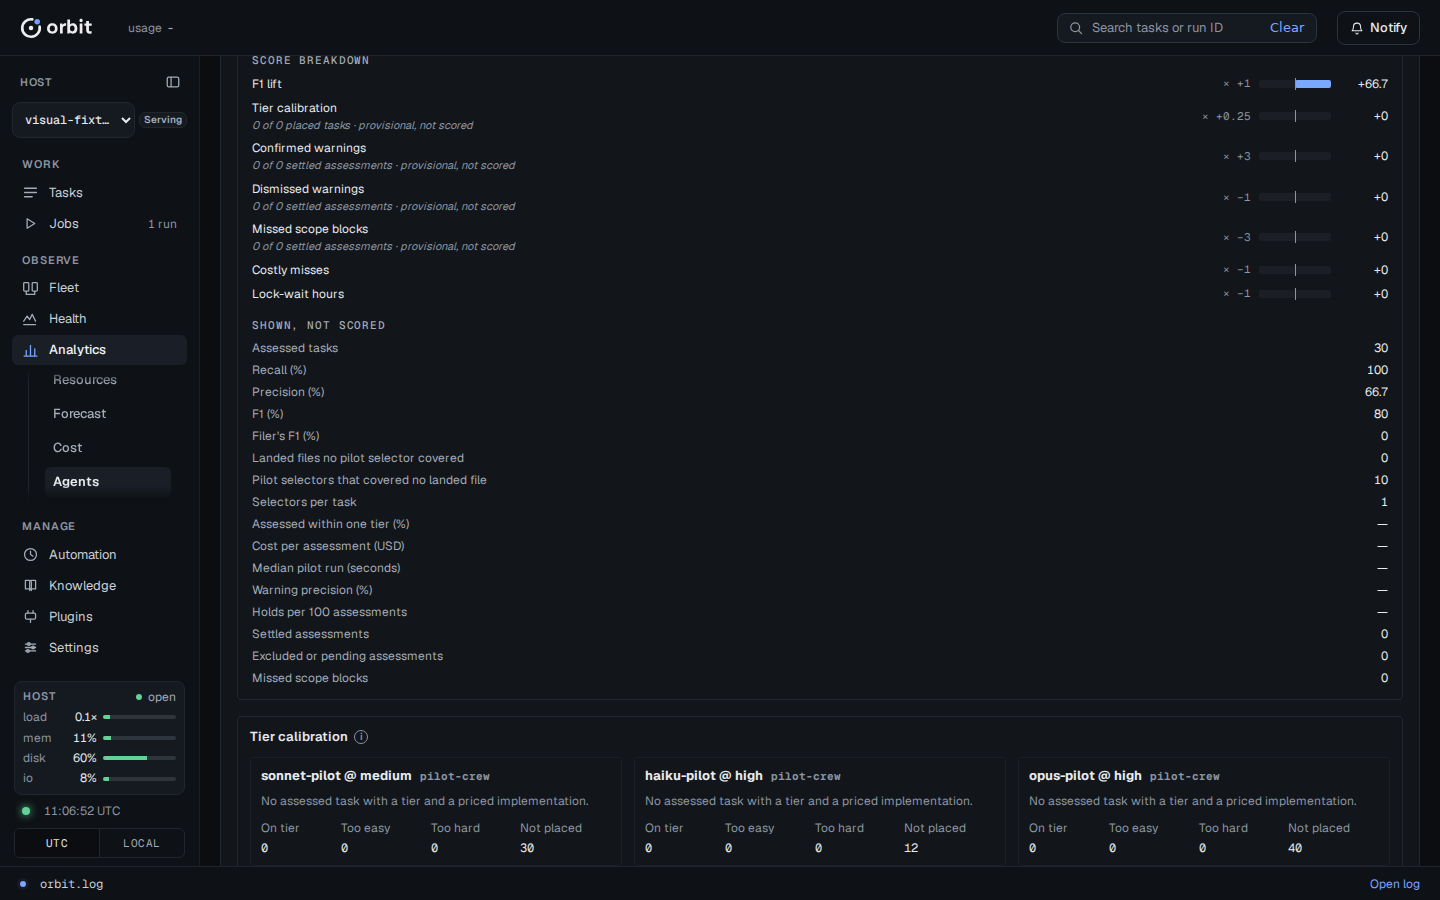 orbit
usage -
Search tasks or run ID
Clear
Notify
HOST
visual-fixt…
Serving
WORK
Tasks
Jobs
1 run
OBSERVE
Fleet
Health
Analytics
Resources
Forecast
Cost
Agents
MANAGE
Automation
Knowledge
Plugins
Settings
HOST
open
load 0.1×
mem 11%
disk 60%
io 8%
11:06:52 UTC
UTC
LOCAL
SCORE BREAKDOWN
F1 lift × +1 +66.7
Tier calibration × +0.25 +0
0 of 0 placed tasks · provisional, not scored
Confirmed warnings × +3 +0
0 of 0 settled assessments · provisional, not scored
Dismissed warnings × −1 +0
0 of 0 settled assessments · provisional, not scored
Missed scope blocks × −3 +0
0 of 0 settled assessments · provisional, not scored
Costly misses × −1 +0
Lock-wait hours × −1 +0
SHOWN, NOT SCORED
Assessed tasks 30
Recall (%) 100
Precision (%) 66.7
F1 (%) 80
Filer's F1 (%) 0
Landed files no pilot selector covered 0
Pilot selectors that covered no landed file 10
Selectors per task 1
Assessed within one tier (%) —
Cost per assessment (USD) —
Median pilot run (seconds) —
Warning precision (%) —
Holds per 100 assessments —
Settled assessments 0
Excluded or pending assessments 0
Missed scope blocks 0
Tier calibration i
sonnet-pilot @ medium pilot-crew
No assessed task with a tier and a priced implementation.
On tier Too easy Too hard Not placed
0 0 0 30
haiku-pilot @ high pilot-crew
No assessed task with a tier and a priced implementation.
On tier Too easy Too hard Not placed
0 0 0 12
opus-pilot @ high pilot-crew
No assessed task with a tier and a priced implementation.
On tier Too easy Too hard Not placed
0 0 0 40
orbit.log
Open log